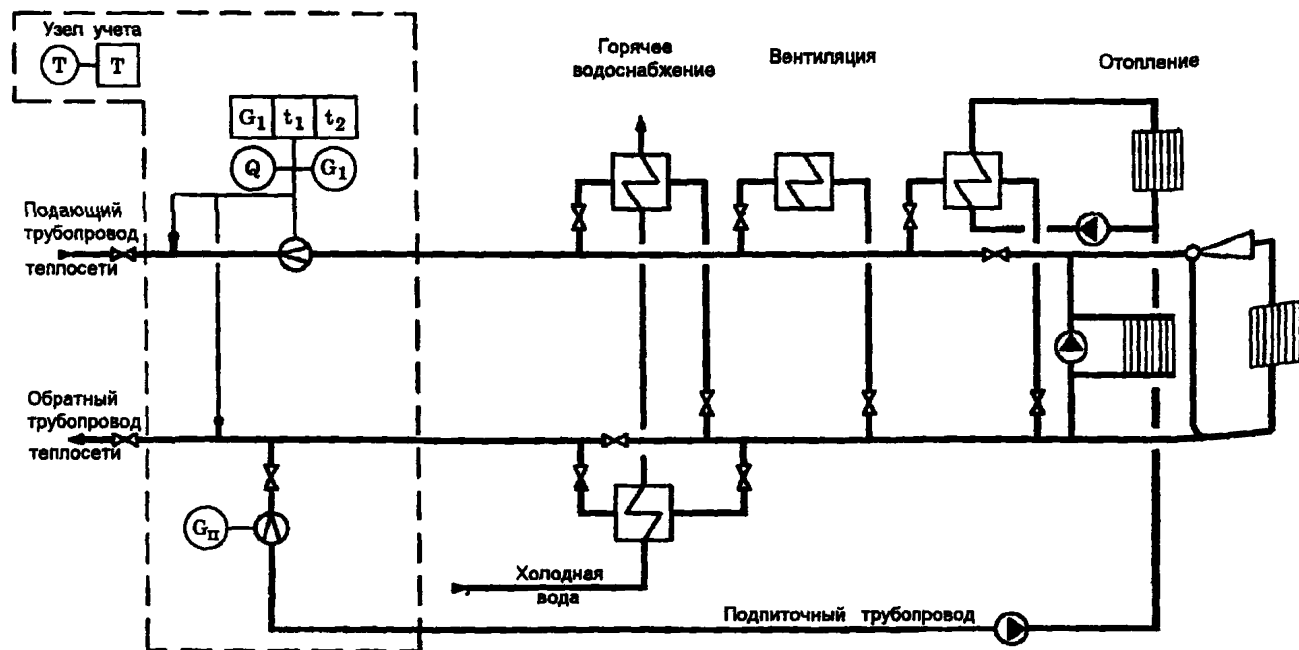 Узел учета
T T
G₁ t₁ t₂
Q G₁
Горячее
водоснабжение
Вентиляция
Отопление
Подающий
трубопровод
теплосети
Обратный
трубопровод
теплосети
Gп
Холодная
вода
Подпиточный трубопровод